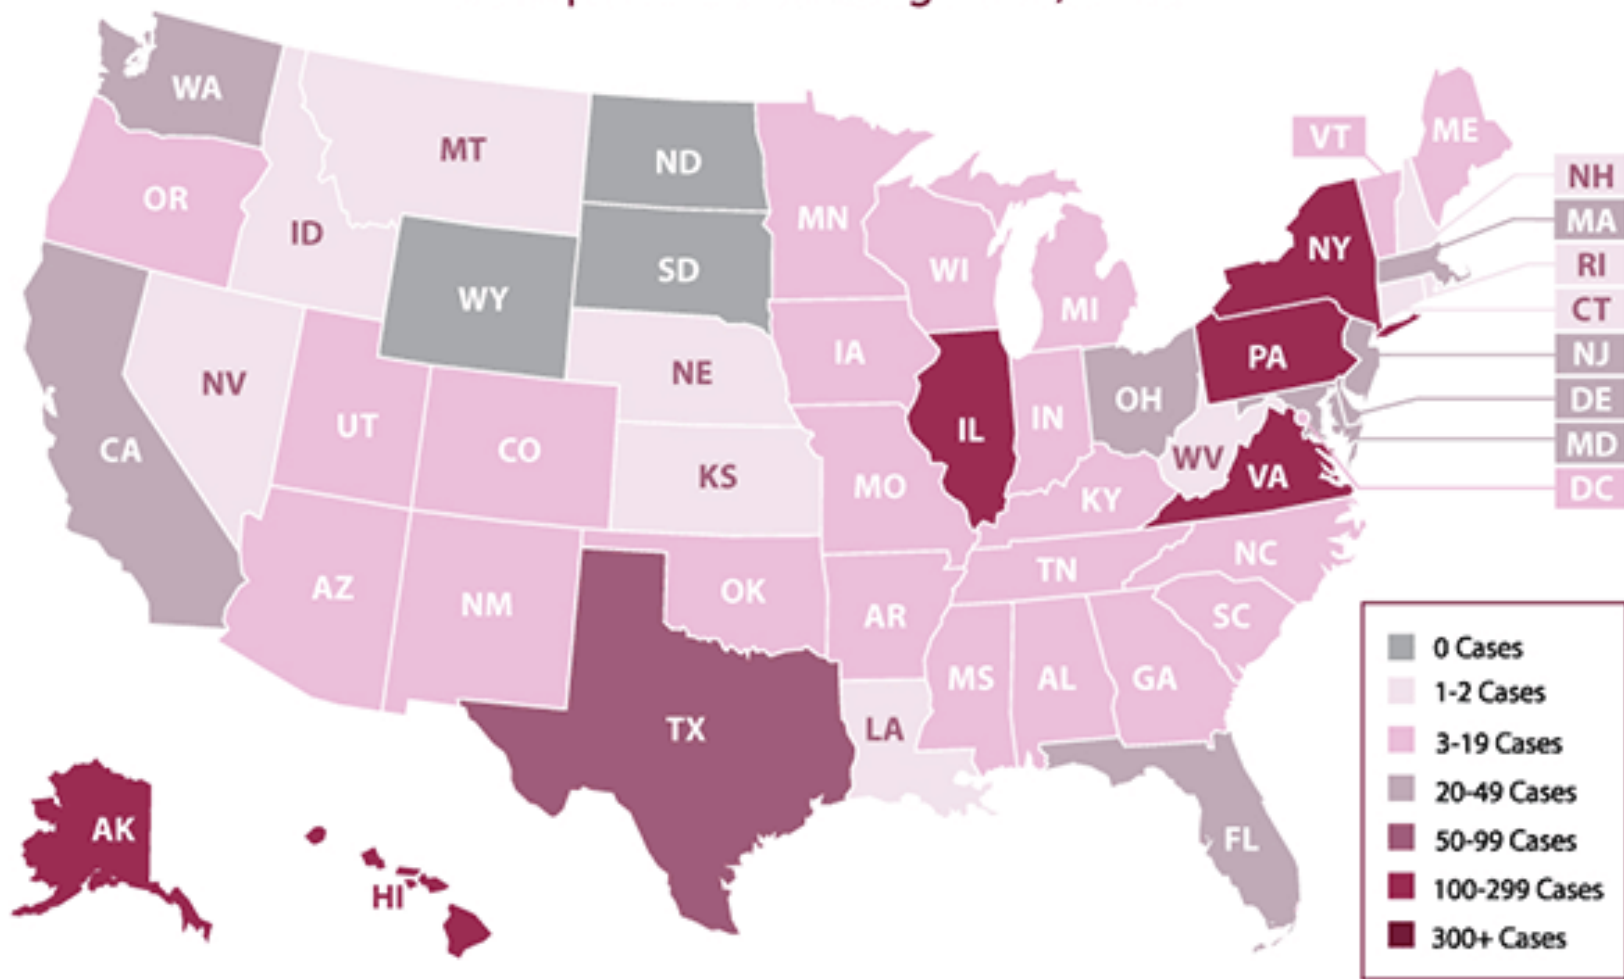 WA
MT
ND
OR
ID
MN
SD
WY
WI
MI
VT
ME
NH
MA
RI
CT
NJ
DE
MD
DC
NY
PA
NV
NE
IA
UT
CO
CA
KS
MO
IL
IN
OH
WV
VA
KY
AZ
NM
OK
AR
TN
NC
SC
MS
AL
GA
TX
LA
FL
AK
HI
0 Cases
1-2 Cases
3-19 Cases
20-49 Cases
50-99 Cases
100-299 Cases
300+ Cases